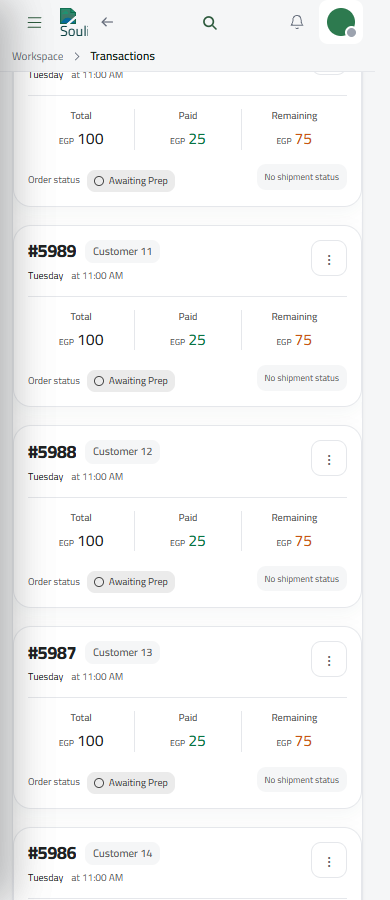 Souli
Workspace > Transactions
Tuesday at 11:00 AM
Total Paid Remaining
EGP 100 EGP 25 EGP 75
Order status Awaiting Prep No shipment status
#5989 Customer 11
Tuesday at 11:00 AM
Total Paid Remaining
EGP 100 EGP 25 EGP 75
Order status Awaiting Prep No shipment status
#5988 Customer 12
Tuesday at 11:00 AM
Total Paid Remaining
EGP 100 EGP 25 EGP 75
Order status Awaiting Prep No shipment status
#5987 Customer 13
Tuesday at 11:00 AM
Total Paid Remaining
EGP 100 EGP 25 EGP 75
Order status Awaiting Prep No shipment status
#5986 Customer 14
Tuesday at 11:00 AM